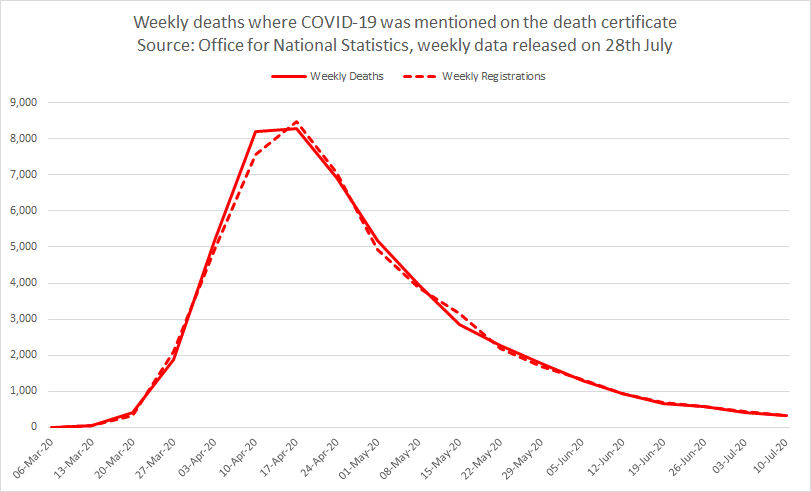 Weekly deaths where COVID-19 was mentioned on the death certificate
Source: Office for National Statistics, weekly data released on 28th July
Weekly Deaths
Weekly Registrations
9,000
8,000
7,000
6,000
5,000
4,000
3,000
2,000
1,000
0
06-Mar-20
13-Mar-20
20-Mar-20
27-Mar-20
03-Apr-20
10-Apr-20
17-Apr-20
24-Apr-20
01-May-20
08-May-20
15-May-20
22-May-20
29-May-20
05-Jun-20
12-Jun-20
19-Jun-20
26-Jun-20
03-Jul-20
10-Jul-20